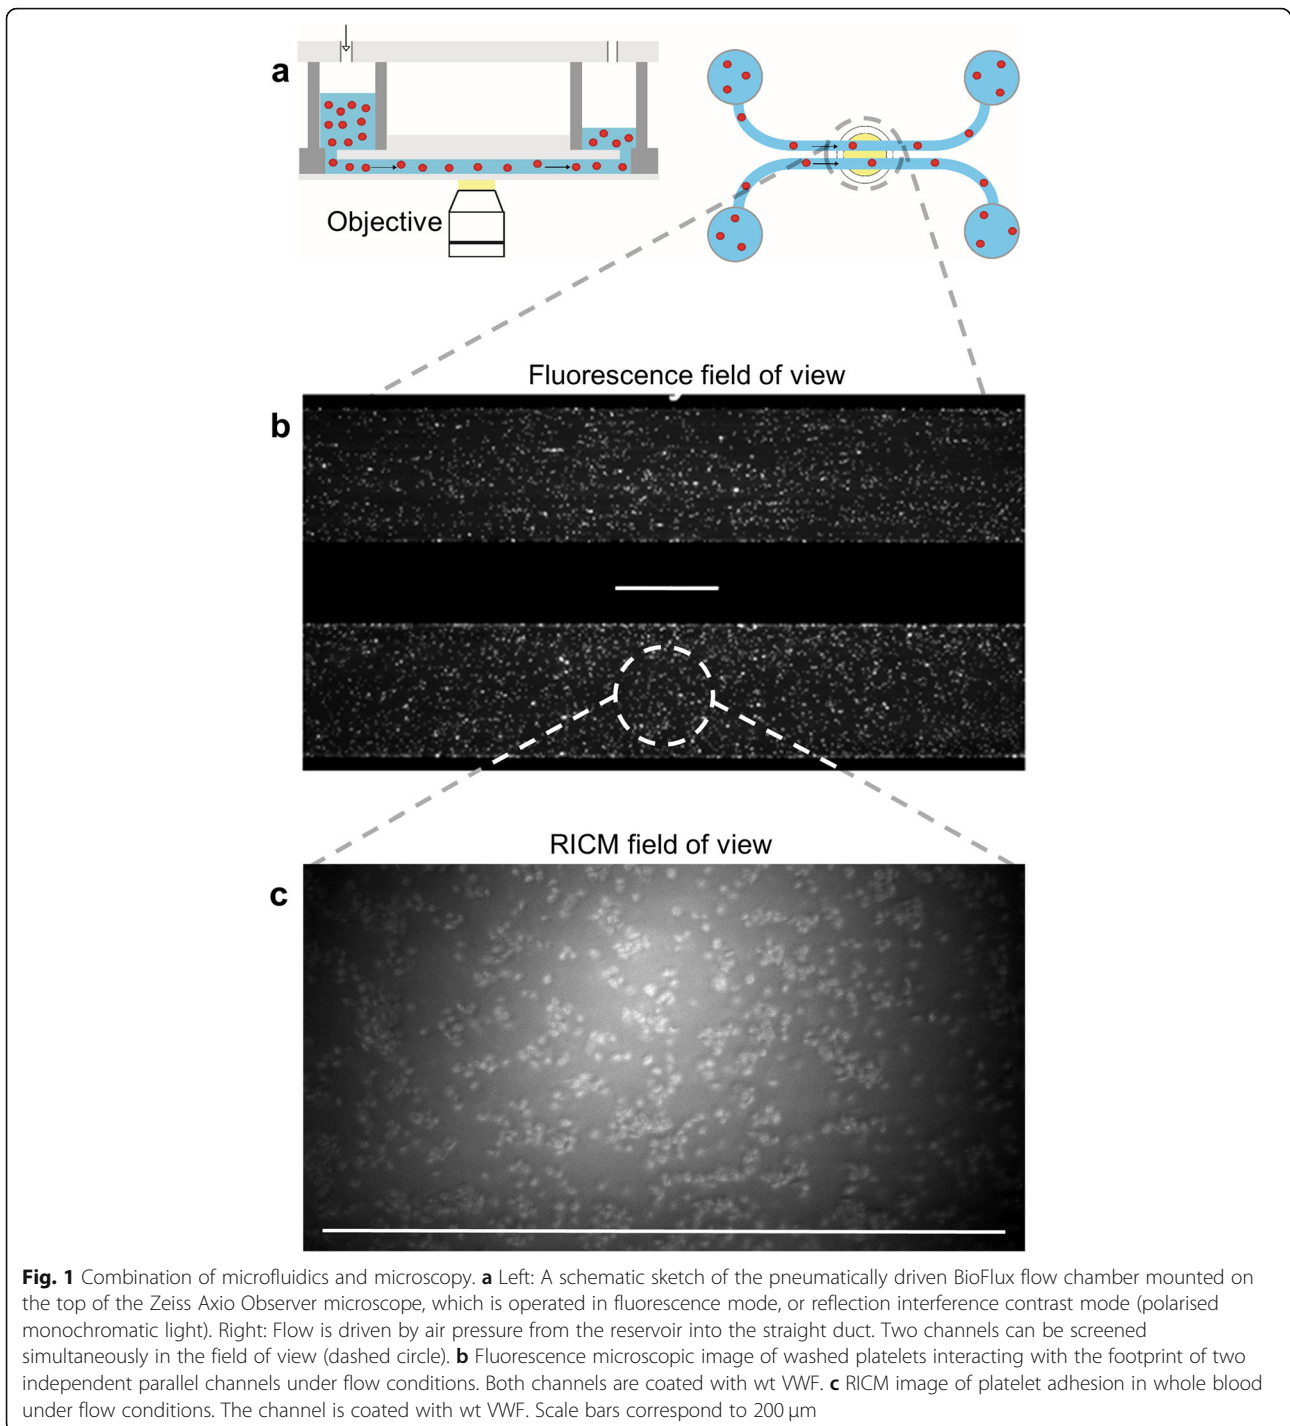 a
Objective
Fluorescence field of view
b
RICM field of view
c
Fig. 1 Combination of microfluidics and microscopy. a Left: A schematic sketch of the pneumatically driven BioFlux flow chamber mounted on
the top of the Zeiss Axio Observer microscope, which is operated in fluorescence mode, or reflection interference contrast mode (polarised
monochromatic light). Right: Flow is driven by air pressure from the reservoir into the straight duct. Two channels can be screened
simultaneously in the field of view (dashed circle). b Fluorescence microscopic image of washed platelets interacting with the footprint of two
independent parallel channels under flow conditions. Both channels are coated with wt VWF. c RICM image of platelet adhesion in whole blood
under flow conditions. The channel is coated with wt VWF. Scale bars correspond to 200 μm